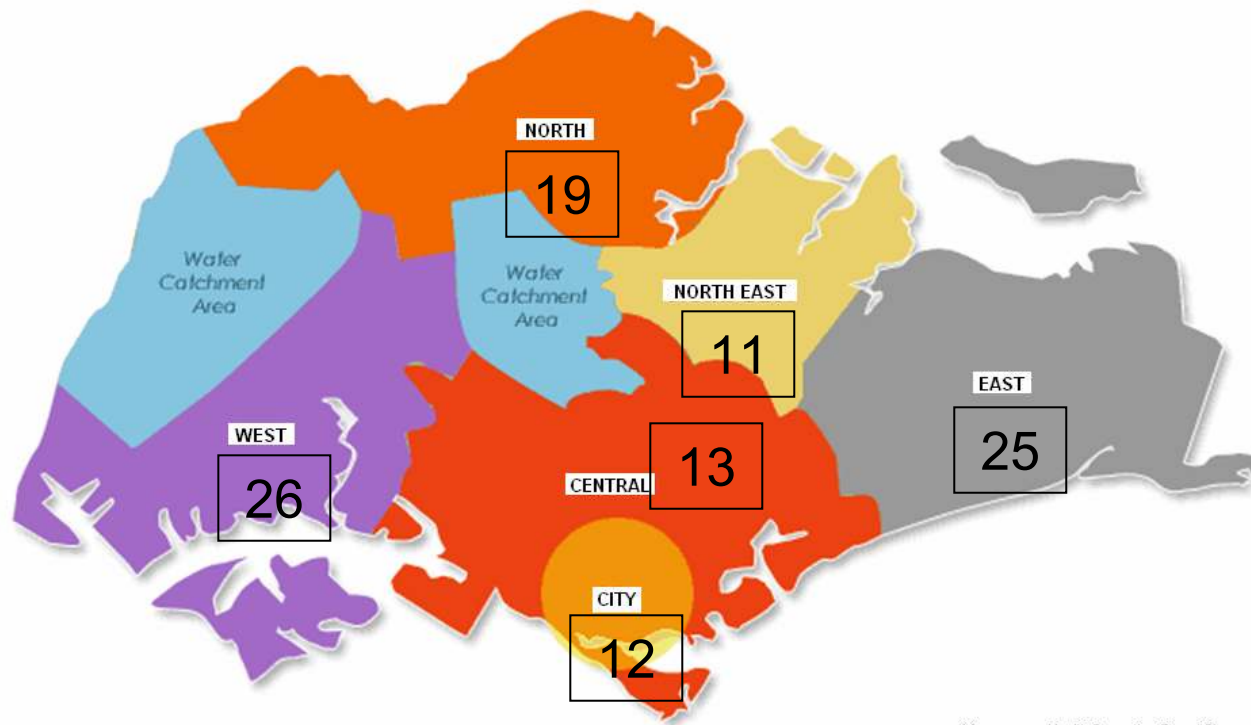 NORTH
19
Water
Catchment
Area
Water
Catchment
Area
NORTH EAST
11
EAST
25
WEST
26
CENTRAL
13
CITY
12